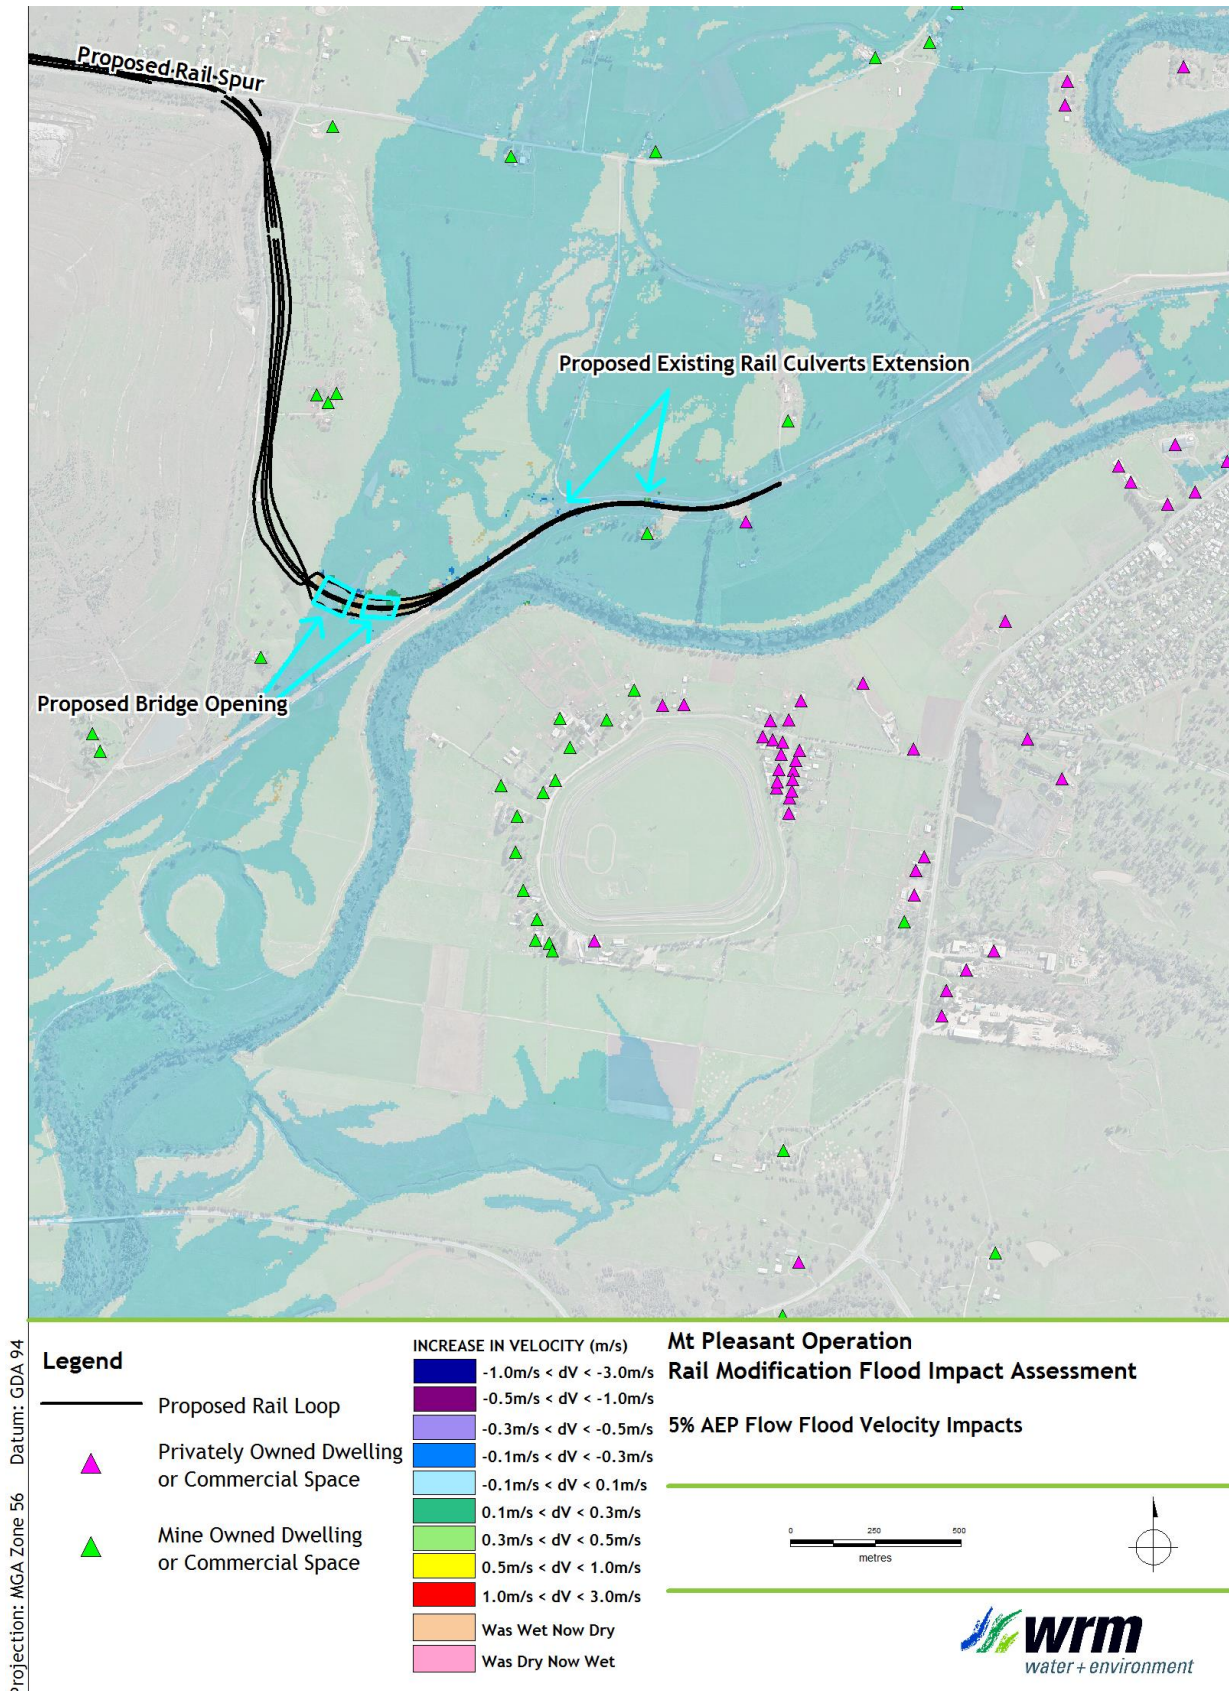 Proposed Rail Spur
Proposed Existing Rail Culverts Extension
Proposed Bridge Opening
Projection: MGA Zone 56 Datum: GDA 94
Legend
Proposed Rail Loop
Privately Owned Dwelling
or Commercial Space
Mine Owned Dwelling
or Commercial Space
INCREASE IN VELOCITY (m/s)
-1.0m/s < dV < -3.0m/s
-0.5m/s < dV < -1.0m/s
-0.3m/s < dV < -0.5m/s
-0.1m/s < dV < -0.3m/s
-0.1m/s < dV < 0.1m/s
0.1m/s < dV < 0.3m/s
0.3m/s < dV < 0.5m/s
0.5m/s < dV < 1.0m/s
1.0m/s < dV < 3.0m/s
Was Wet Now Dry
Was Dry Now Wet
Mt Pleasant Operation
Rail Modification Flood Impact Assessment
5% AEP Flow Flood Velocity Impacts
0 250 500
metres
wrm
water + environment